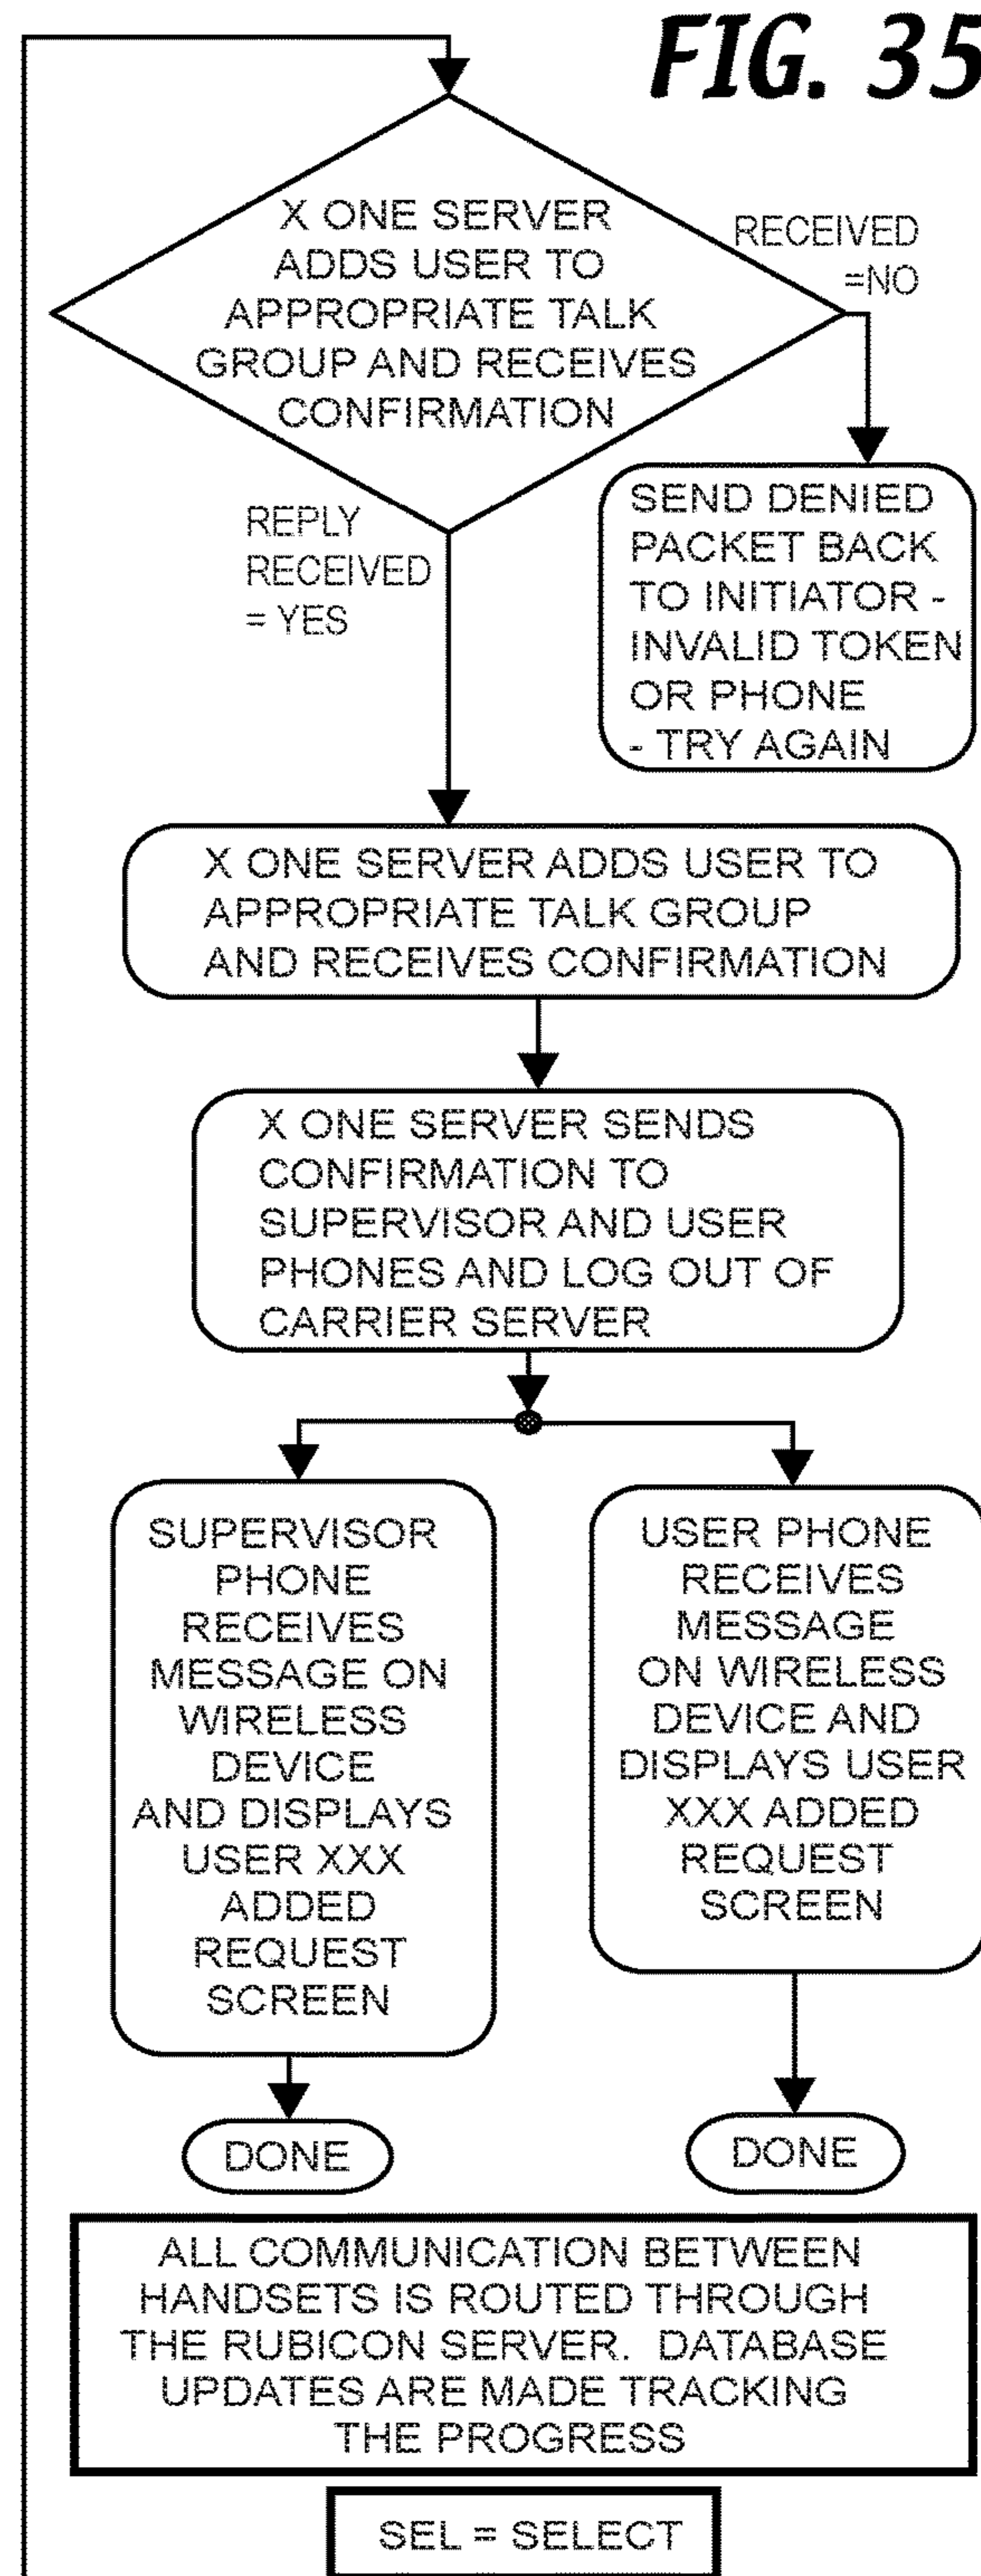 FIG. 35
X ONE SERVER
ADDS USER TO
APPROPRIATE TALK
GROUP AND RECEIVES
CONFIRMATION
RECEIVED
=NO
SEND DENIED
PACKET BACK
TO INITIATOR -
INVALID TOKEN
OR PHONE
- TRY AGAIN
REPLY
RECEIVED
= YES
X ONE SERVER ADDS USER TO
APPROPRIATE TALK GROUP
AND RECEIVES CONFIRMATION
X ONE SERVER SENDS
CONFIRMATION TO
SUPERVISOR AND USER
PHONES AND LOG OUT OF
CARRIER SERVER
SUPERVISOR
PHONE
RECEIVES
MESSAGE ON
WIRELESS
DEVICE
AND DISPLAYS
USER XXX
ADDED
REQUEST
SCREEN
USER PHONE
RECEIVES
MESSAGE
ON WIRELESS
DEVICE AND
DISPLAYS USER
XXX ADDED
REQUEST
SCREEN
DONE
DONE
ALL COMMUNICATION BETWEEN
HANDSETS IS ROUTED THROUGH
THE RUBICON SERVER. DATABASE
UPDATES ARE MADE TRACKING
THE PROGRESS
SEL = SELECT